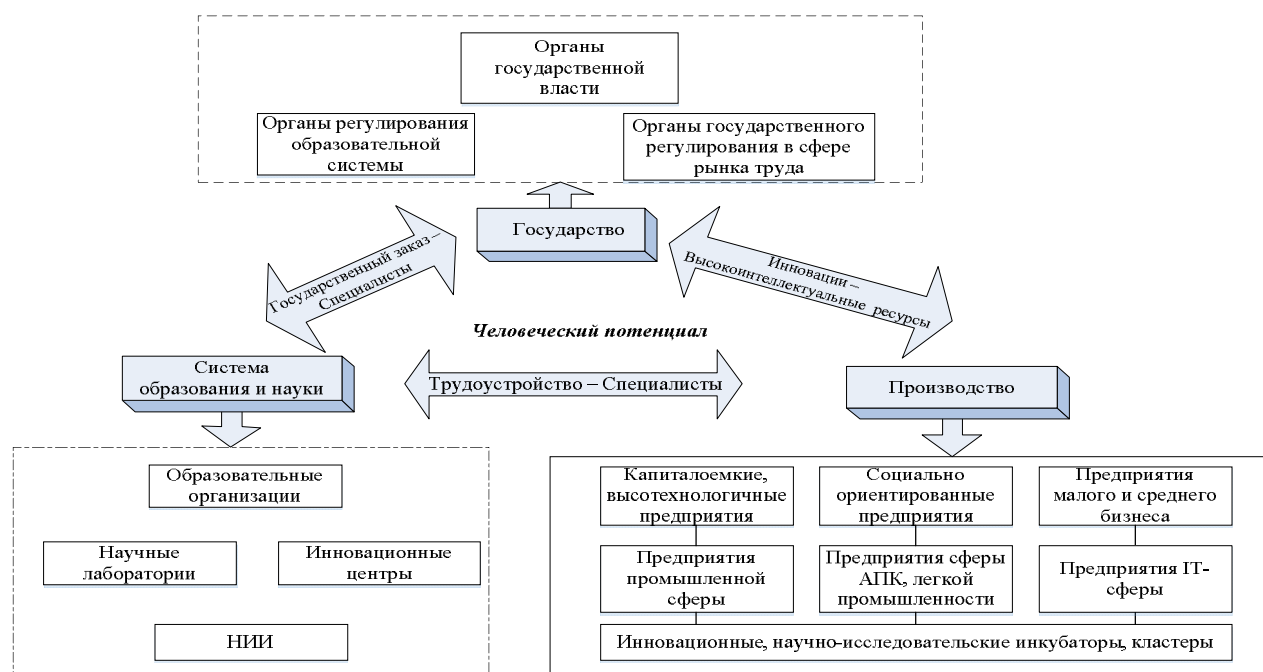 Органы
государственной
власти
Органы регулирования
образовательной
системы
Органы государственного
регулирования в сфере
рынка труда
Государство
Государственный заказ –
Специалисты
Инновации –
Высокоинтеллектуальные ресурсы
Человеческий потенциал
Система
образования и науки
Трудоустройство – Специалисты
Производство
Образовательные
организации
Научные
лаборатории
Инновационные
центры
НИИ
Капиталоемкие,
высотехнологичные
предприятия
Социально
ориентированные
предприятия
Предприятия
малого и среднего
бизнеса
Предприятия
промышленной
сферы
Предприятия сферы
АПК, легкой
промышленности
Предприятия IT-
сферы
Инновационные, научно-исследовательские инкубаторы, кластеры